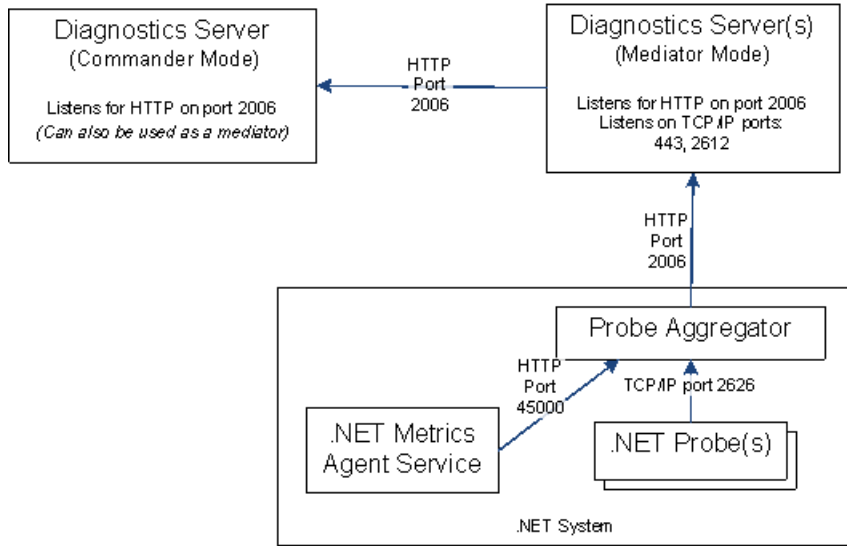 Diagnostics Server
(Commander Mode)
Listens for HTTP on port 2006
(Can also be used as a mediator)
HTTP
Port
2006
Diagnostics Server(s)
(Mediator Mode)
Listens for HTTP on port 2006
Listens on TCP/IP ports:
443, 2612
HTTP
Port
2006
Probe Aggregator
HTTP
Port
45000
TCP/IP port 2626
.NET Metrics
Agent Service
.NET Probe(s)
.NET System